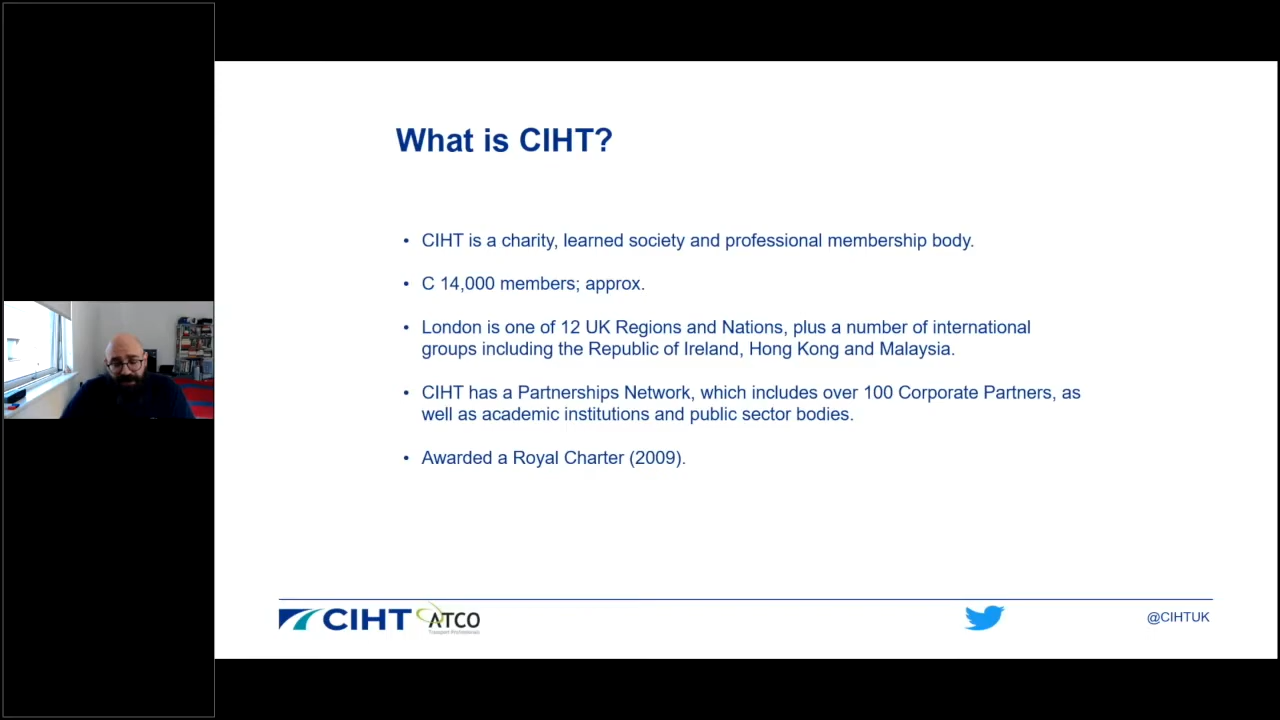 What is CIHT?
• CIHT is a charity, learned society and professional membership body.
• C 14,000 members; approx.
• London is one of 12 UK Regions and Nations, plus a number of international
groups including the Republic of Ireland, Hong Kong and Malaysia.
• CIHT has a Partnerships Network, which includes over 100 Corporate Partners, as
well as academic institutions and public sector bodies.
• Awarded a Royal Charter (2009).
CIHT
ATCO
Transport Professionals
@CIHTUK